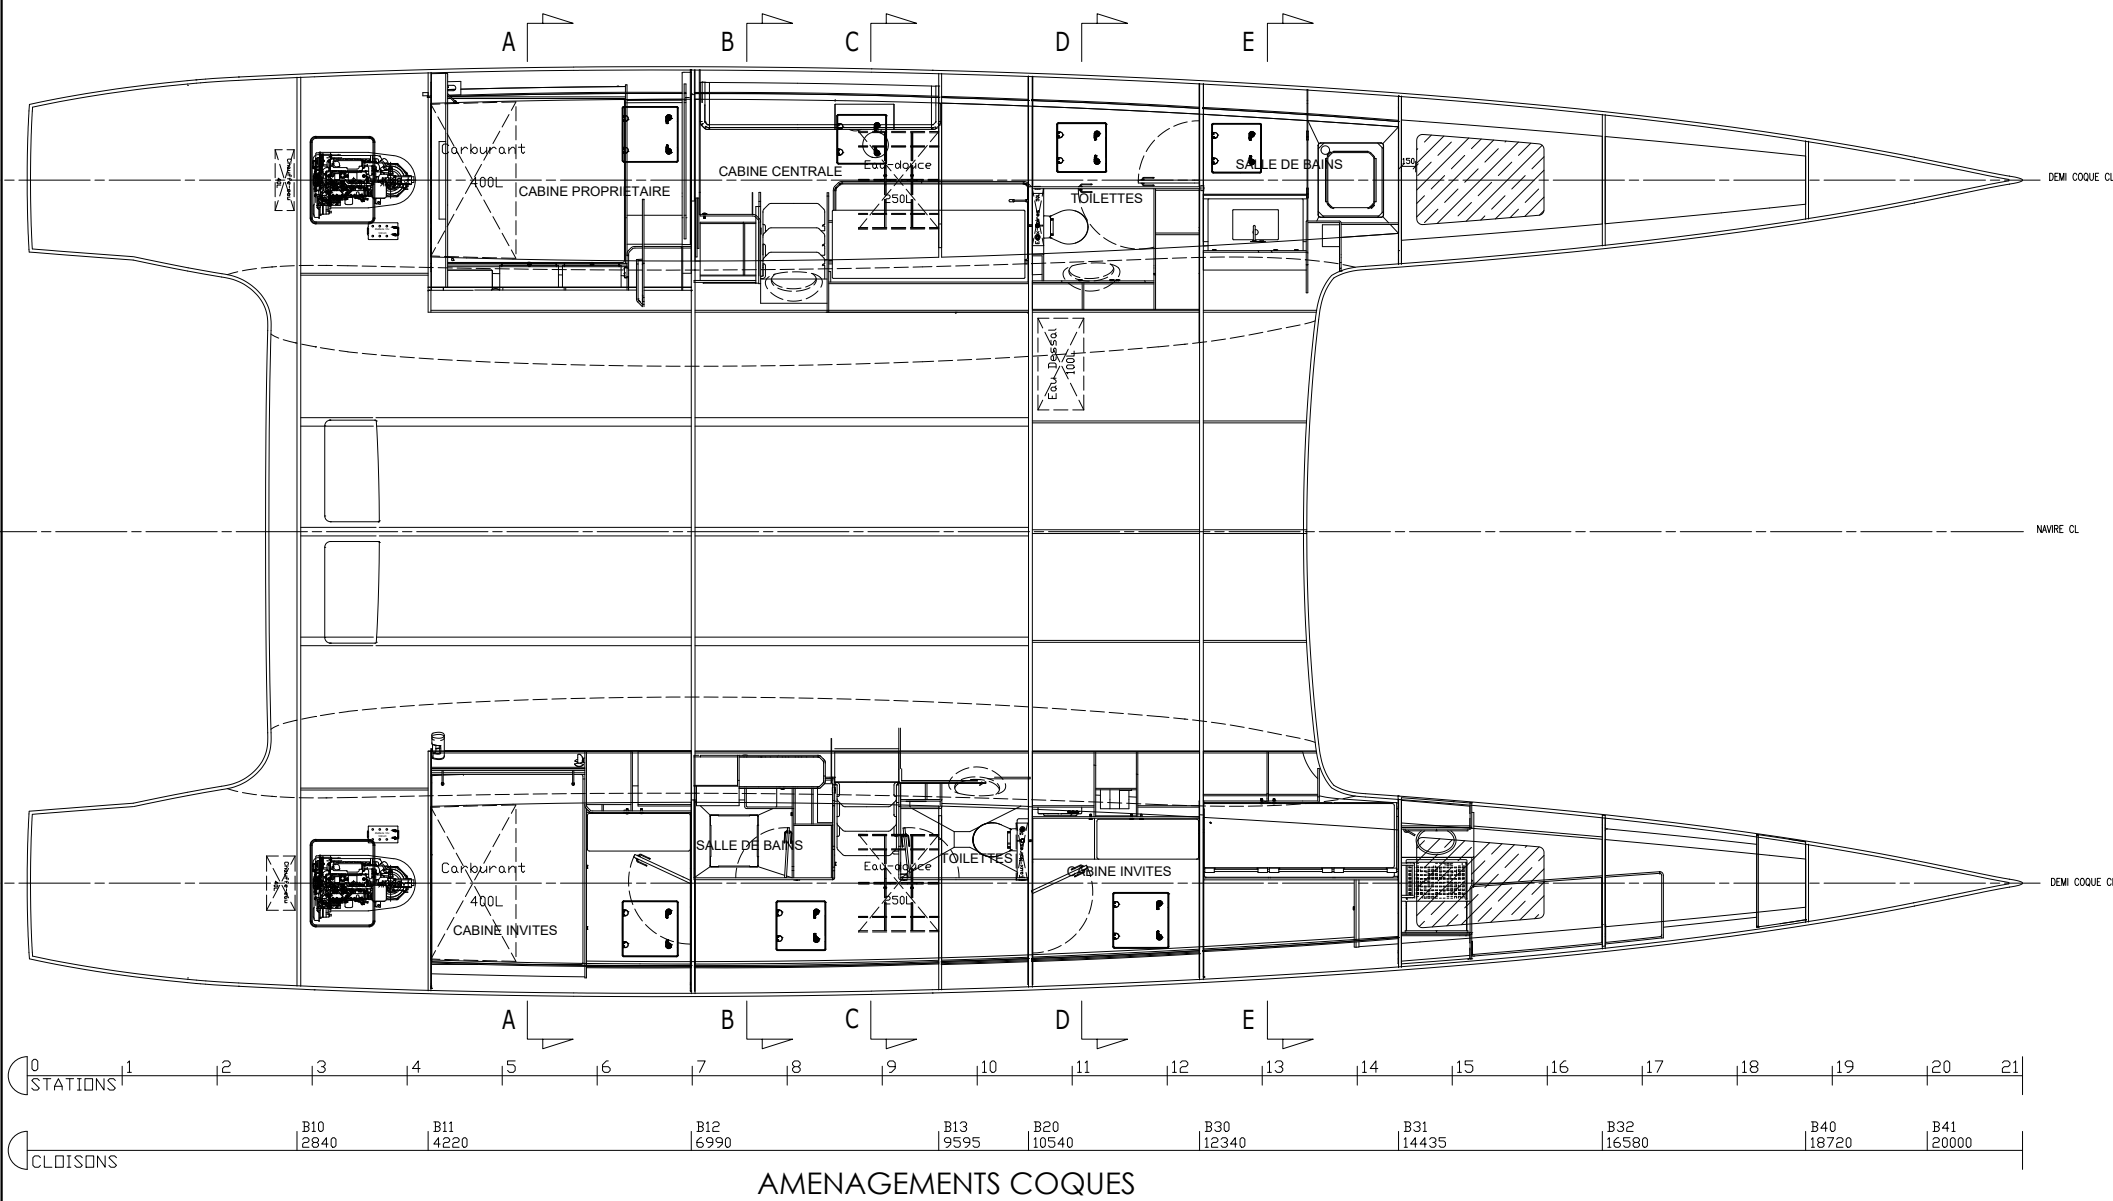 A B C D E
Carburant
400L
CABINE PROPRIETAIRE
CABINE CENTRALE
Eau-douce
250L
TOILETTES
SALLE DE BAINS
150
DEMI COQUE CL
Eau Dessal
100L
NAVIRE CL
Carburant
400L
CABINE INVITES
SALLE DE BAINS
Eau-douce
250L
TOILETTES
CABINE INVITES
DEMI COQUE CL
A B C D E
0 1 2 3 4 5 6 7 8 9 10 11 12 13 14 15 16 17 18 19 20 21
STATIONS
B10 B11 B12 B13 B20 B30 B31 B32 B40 B41
2840 4220 6990 9595 10540 12340 14435 16580 18720 20000
CLOISONS
AMENAGEMENTS COQUES